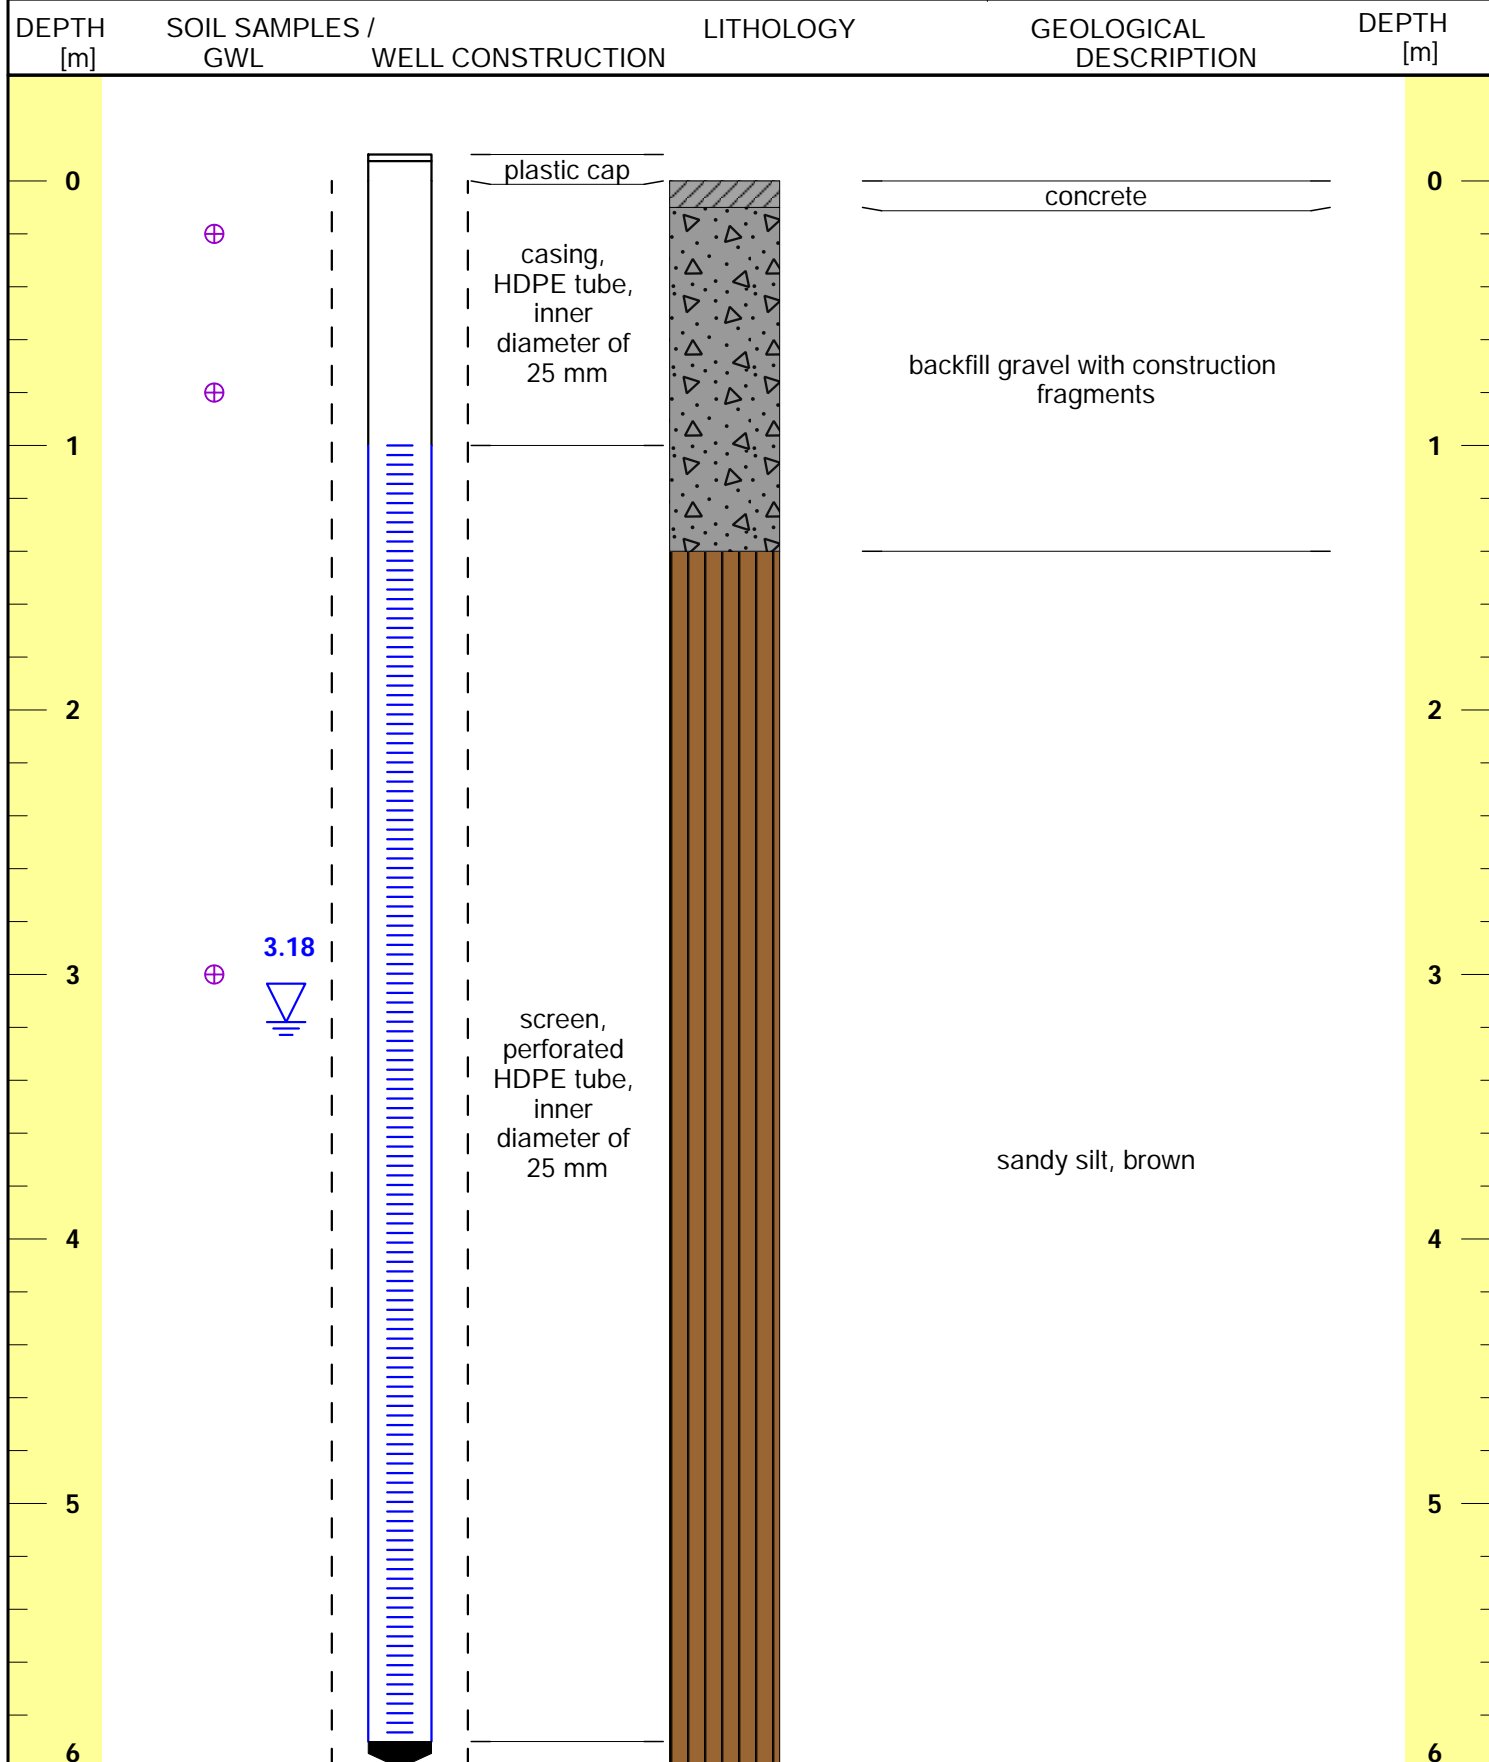 DEPTH
[m]
SOIL SAMPLES /
GWL
WELL CONSTRUCTION
LITHOLOGY
GEOLOGICAL
DESCRIPTION
DEPTH
[m]
plastic cap
0
concrete
0
casing,
HDPE tube,
inner
diameter of
25 mm
backfill gravel with construction
fragments
1
1
2
2
3.18
3
3
screen,
perforated
HDPE tube,
inner
diameter of
25 mm
sandy silt, brown
4
4
5
5
6
6